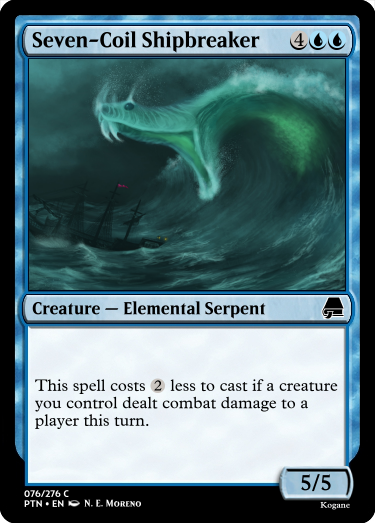 Seven-Coil Shipbreaker 4
Creature — Elemental Serpent
This spell costs 2 less to cast if a creature
you control dealt combat damage to a
player this turn.
5/5
076/276 C
PTN • EN N. E. Moreno
Kogane